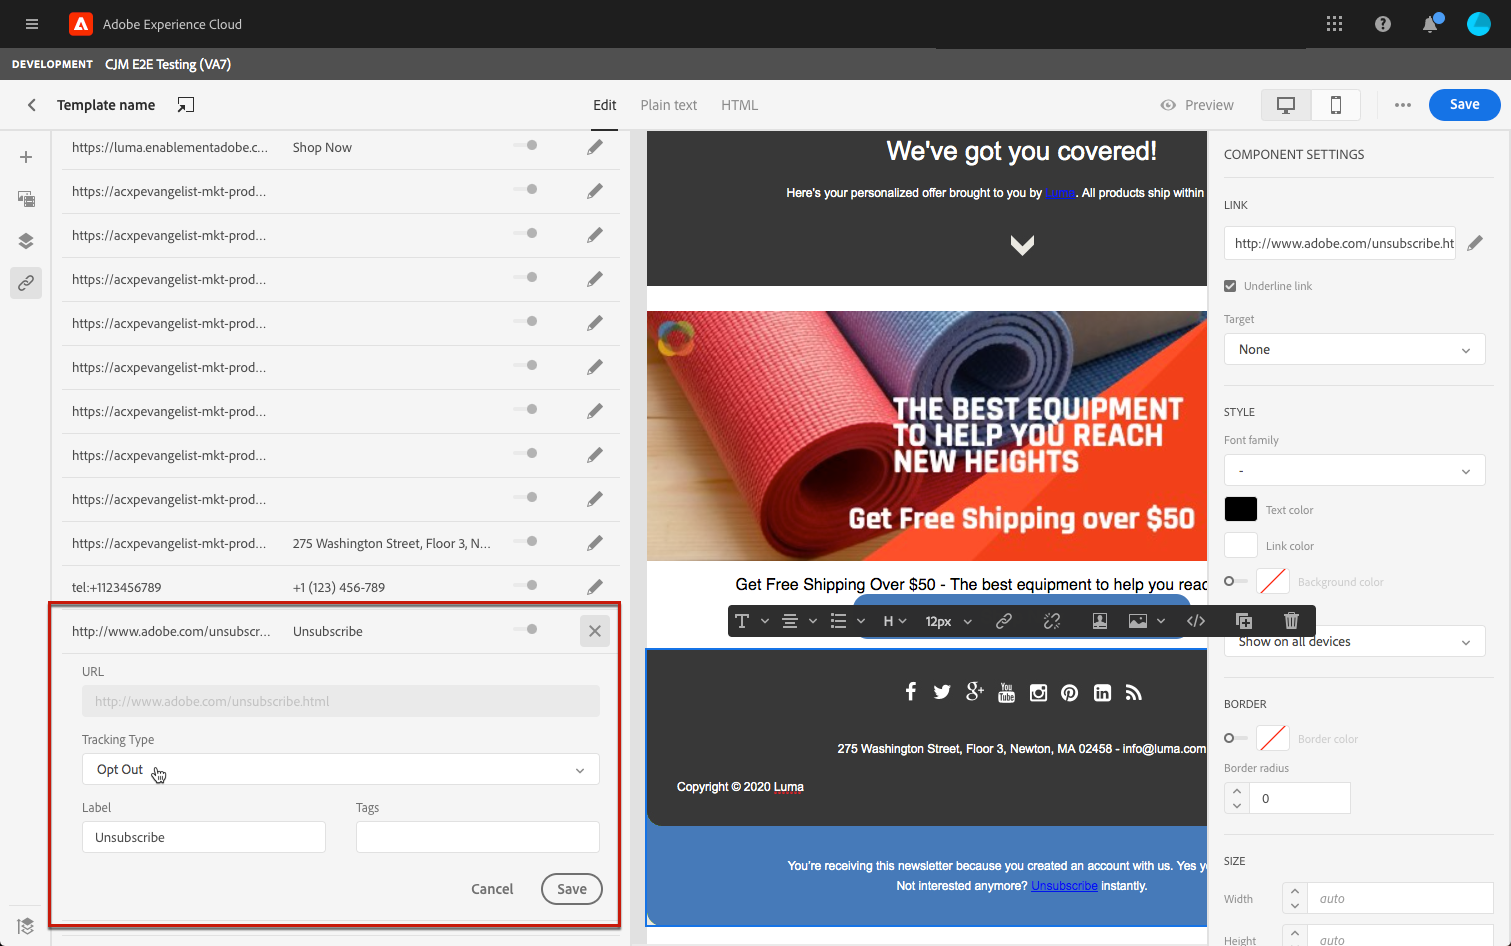 Adobe Experience Cloud
DEVELOPMENT CJM E2E Testing (VA7)
Template name
Edit Plain text HTML
Preview
Save
https://luma.enablementadobe.c... Shop Now
https://acxpevangelist-mkt-prod...
https://acxpevangelist-mkt-prod...
https://acxpevangelist-mkt-prod...
https://acxpevangelist-mkt-prod...
https://acxpevangelist-mkt-prod...
https://acxpevangelist-mkt-prod...
https://acxpevangelist-mkt-prod...
https://acxpevangelist-mkt-prod...
https://acxpevangelist-mkt-prod... 275 Washington Street, Floor 3, N...
tel:+1123456789 +1 (123) 456-789
http://www.adobe.com/unsubscr... Unsubscribe
URL
http://www.adobe.com/unsubscribe.html
Tracking Type
Opt Out
Label Tags
Unsubscribe
Cancel Save
We've got you covered!
Here's your personalized offer brought to you by Luma. All products ship within
THE BEST EQUIPMENT
TO HELP YOU REACH
NEW HEIGHTS
Get Free Shipping over $50
Get Free Shipping Over $50 - The best equipment to help you reac
T H 12px
You
Tube
275 Washington Street, Floor 3, Newton, MA 02458 - info@luma.com
Copyright © 2020 Luma
You're receiving this newsletter because you created an account with us. Yes y
Not interested anymore? Unsubscribe instantly.
COMPONENT SETTINGS
LINK
http://www.adobe.com/unsubscribe.ht
Underline link
Target
None
STYLE
Font family
-
Text color
Link color
Background color
Show on all devices
BORDER
Border color
Border radius
0
SIZE
Width auto
Height auto